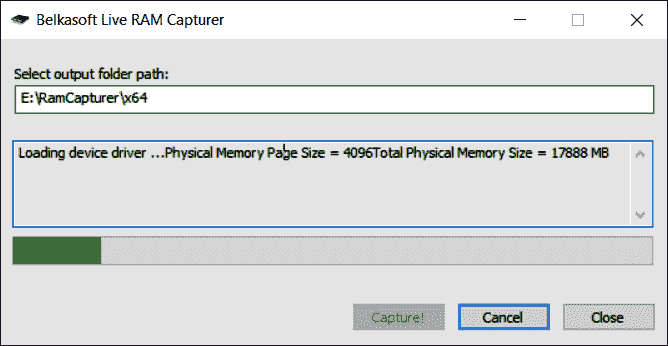 Belkasoft Live RAM Capturer
Select output folder path:
E:\RamCapturer\x64
Loading device driver ...Physical Memory Page Size = 4096Total Physical Memory Size = 17888 MB
Capture! Cancel Close